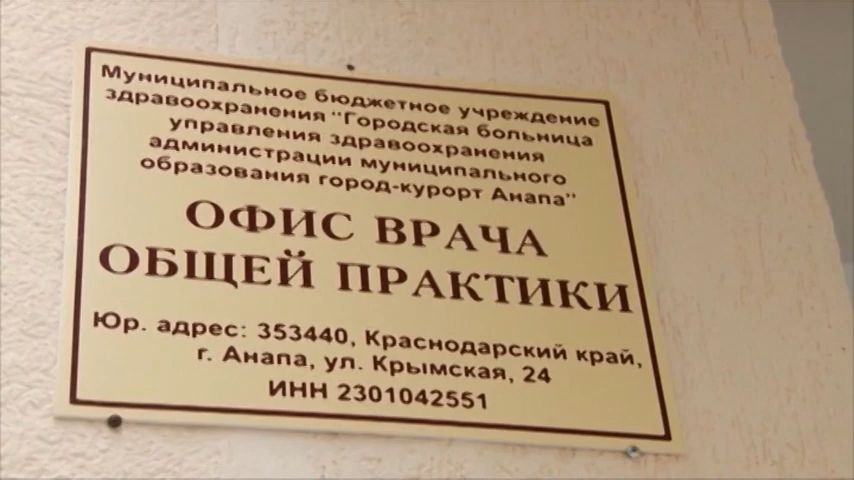 Муниципальное бюджетное учреждение
здравоохранения "Городская больница
управления здравоохранения
администрации муниципального
образования город-курорт Анапа"
ОФИС ВРАЧА
ОБЩЕЙ ПРАКТИКИ
Юр. адрес: 353440, Краснодарский край,
г. Анапа, ул. Крымская, 24
ИНН 2301042551